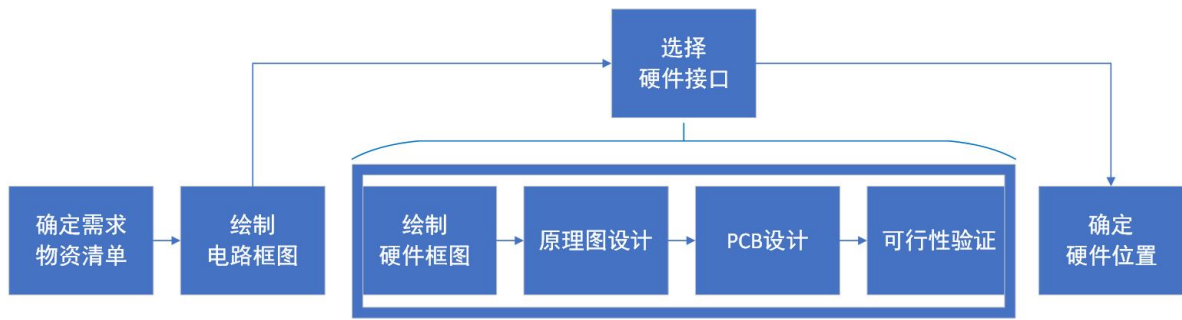 选择
硬件接口
确定需求
物资清单
绘制
电路框图
绘制
硬件框图
原理图设计
PCB设计
可行性验证
确定
硬件位置